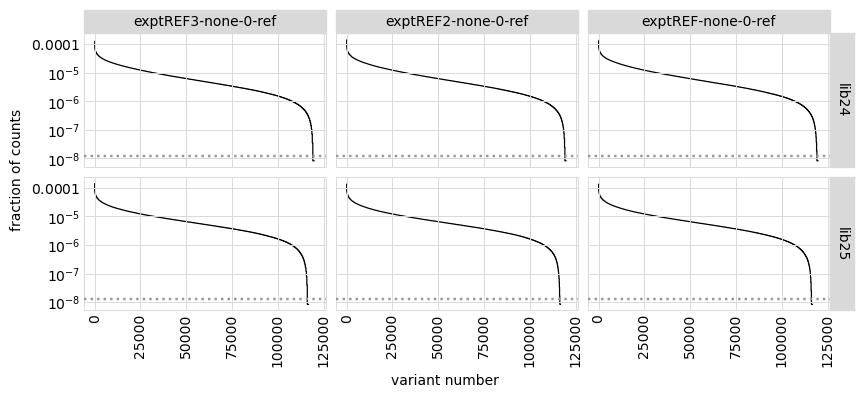 exptREF3-none-0-ref exptREF2-none-0-ref exptREF-none-0-ref
fraction of counts
0.0001
10⁻⁵
10⁻⁶
10⁻⁷
10⁻⁸
lib24
0.0001
10⁻⁵
10⁻⁶
10⁻⁷
10⁻⁸
lib25
0 25000 50000 75000 100000 125000 0 25000 50000 75000 100000 125000 0 25000 50000 75000 100000 125000
variant number